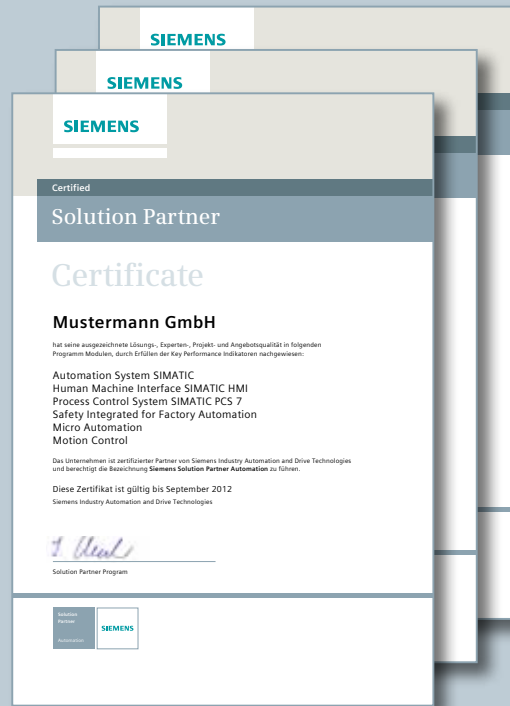 SIEMENS
SIEMENS
SIEMENS
Certified
Solution Partner
Certificate
Mustermann GmbH
hat seine ausgezeichnete Lösungs-, Experten-, Projekt- und Angebotsqualität in folgenden
Programm Modulen, durch Erfüllen der Key Performance Indikatoren nachgewiesen:
Automation System SIMATIC
Human Machine Interface SIMATIC HMI
Process Control System SIMATIC PCS 7
Safety Integrated for Factory Automation
Micro Automation
Motion Control
Das Unternehmen ist zertifizierter Partner von Siemens Industry Automation and Drive Technologies
und berechtigt die Bezeichnung Siemens Solution Partner Automation zu führen.
Diese Zertifikat ist gültig bis September 2012
Siemens Industry Automation and Drive Technologies
Solution Partner Program
Solution
Partner
Automation
SIEMENS